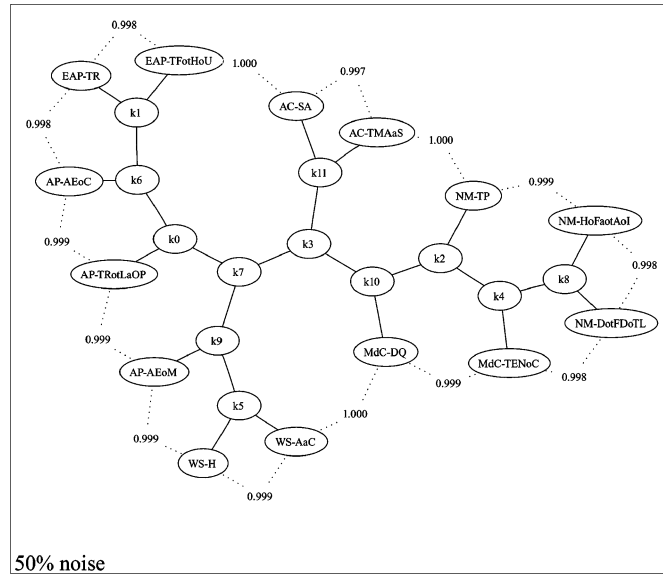 0.998
EAP-TFotHoU
1.000
EAP-TR
0.997
AC-SA
k1
0.998
AC-TMAaS
1.000
k11
AP-AEoC
k6
0.999
NM-TP
NM-HoFaotAoI
0.999
k0
k3
k2
0.998
AP-TRotLaOP
k7
k10
k8
k4
NM-DotFDoTL
0.999
k9
MdC-DQ
MdC-TENoC
AP-AEoM
0.999
0.998
k5
1.000
0.999
WS-AaC
WS-H
0.999
50% noise